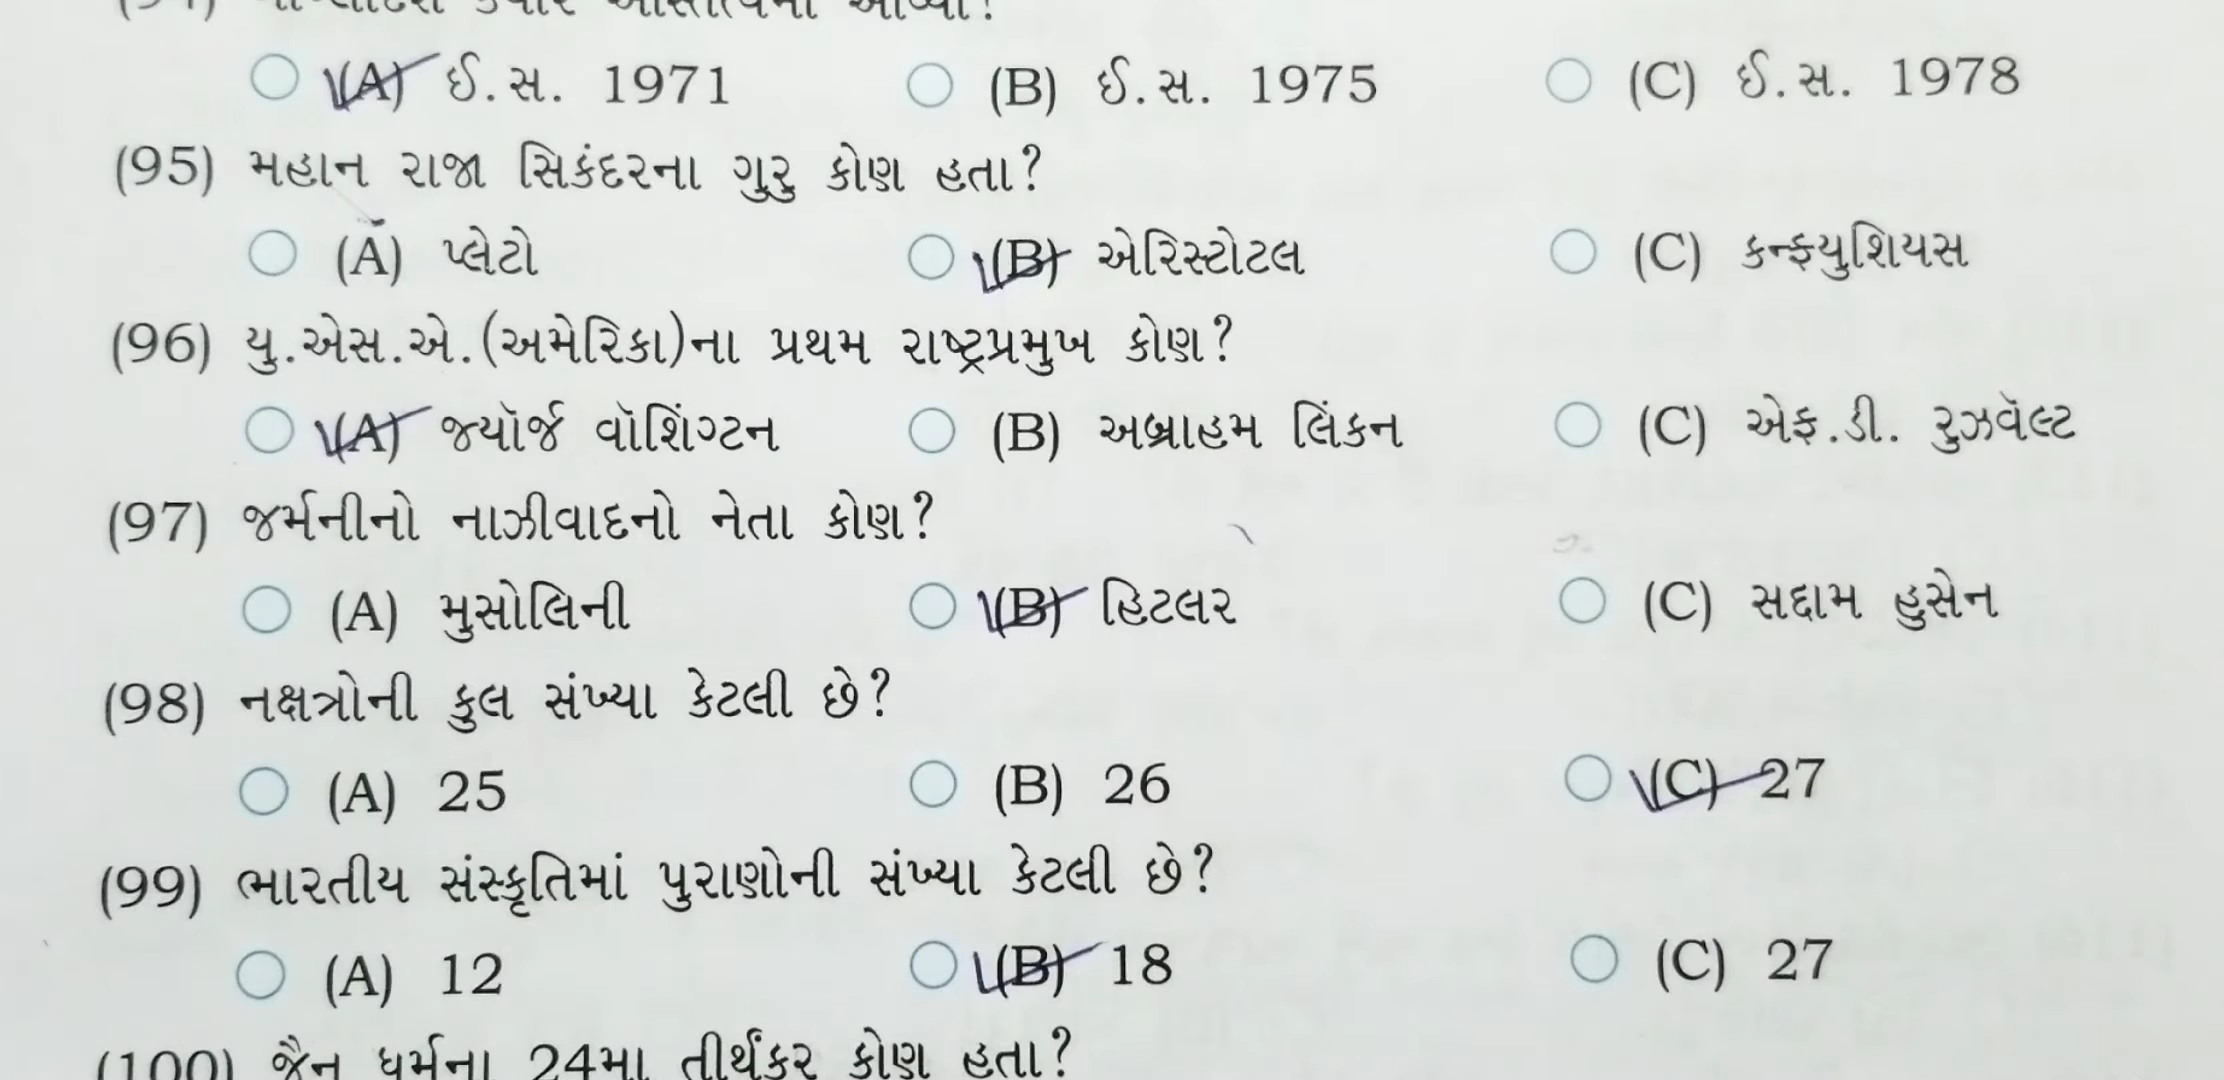 (A) ઈ.સ. 1971 (B) ઈ.સ. 1975 (C) ઈ.સ. 1978
(95) મહાન રાજા સિકંદરના ગુરુ કોણ હતા?
(A) પ્લેટો (B) એરિસ્ટોટલ (C) કન્ફ્યુશિયસ
(96) યુ.એસ.એ.(અમેરિકા)ના પ્રથમ રાષ્ટ્રપ્રમુખ કોણ?
(A) જ્યૉર્જ વૉશિંગ્ટન (B) અબ્રાહમ લિંકન (C) એફ.ડી. રુઝવૅલ્ટ
(97) જર્મનીનો નાઝીવાદનો નેતા કોણ?
(A) મુસોલિની (B) હિટલર (C) સદ્દામ હુસેન
(98) નક્ષત્રોની કુલ સંખ્યા કેટલી છે?
(A) 25 (B) 26 (C) 27
(99) ભારતીય સંસ્કૃતિમાં પુરાણોની સંખ્યા કેટલી છે?
(A) 12 (B) 18 (C) 27
(100) જૈન ધર્મના 24મા તીર્થંકર કોણ હતા?